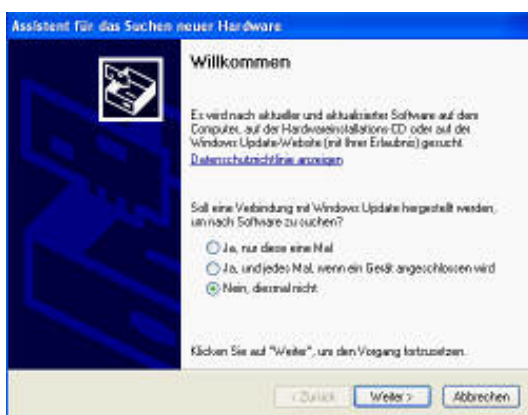 Assistent für das Suchen neuer Hardware
Willkommen
Es wird nach aktueller und aktualisierter Software auf dem
Computer, auf der Hardwareinstallations-CD oder auf der
Windows Update-Website (mit Ihrer Erlaubnis) gesucht.
Datenschutzrichtlinie anzeigen
Soll eine Verbindung mit Windows Update hergestellt werden,
um nach Software zu suchen?
Ja, nur diese eine Mal
Ja, und jedes Mal, wenn ein Gerät angeschlossen wird
Nein, diesmal nicht
Klicken Sie auf "Weiter", um den Vorgang fortzusetzen.
< Zurück
Weiter >
Abbrechen